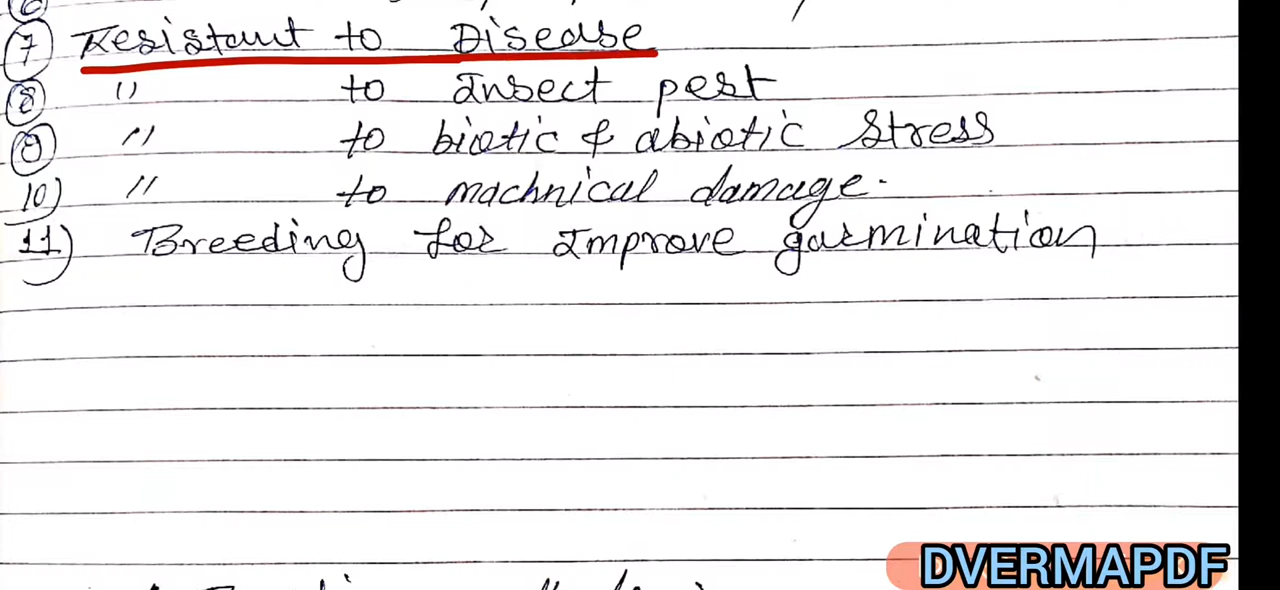 7 Resistant to Disease
8 " to Insect pest
9 " to biotic & abiotic Stress
10) " to machnical damage.
11) Breeding for Improve garmination
DVERMAPDF